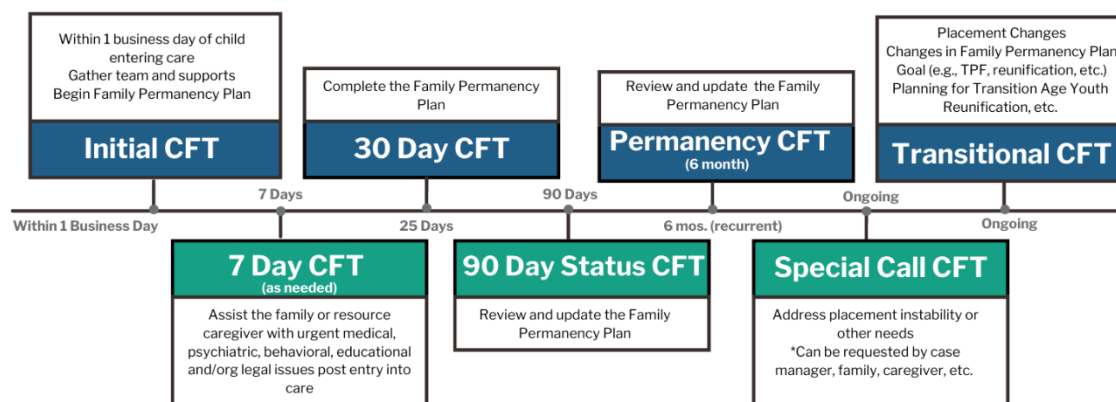 Within 1 business day of child
entering care
Gather team and supports
Begin Family Permanency Plan
Initial CFT
Complete the Family Permanency
Plan
30 Day CFT
Review and update the Family
Permanency Plan
Permanency CFT
(6 month)
Placement Changes
Changes in Family Permanency Plan
Goal (e.g., TPF, reunification, etc.)
Planning for Transition Age Youth
Reunification, etc.
Transitional CFT
7 Days
90 Days
Ongoing
Within 1 Business Day
25 Days
6 mos. (recurrent)
Ongoing
7 Day CFT
(as needed)
Assist the family or resource
caregiver with urgent medical,
psychiatric, behavioral, educational
and/org legal issues post entry into
care
90 Day Status CFT
Review and update the Family
Permanency Plan
Special Call CFT
Address placement instability or
other needs
*Can be requested by case
manager, family, caregiver, etc.